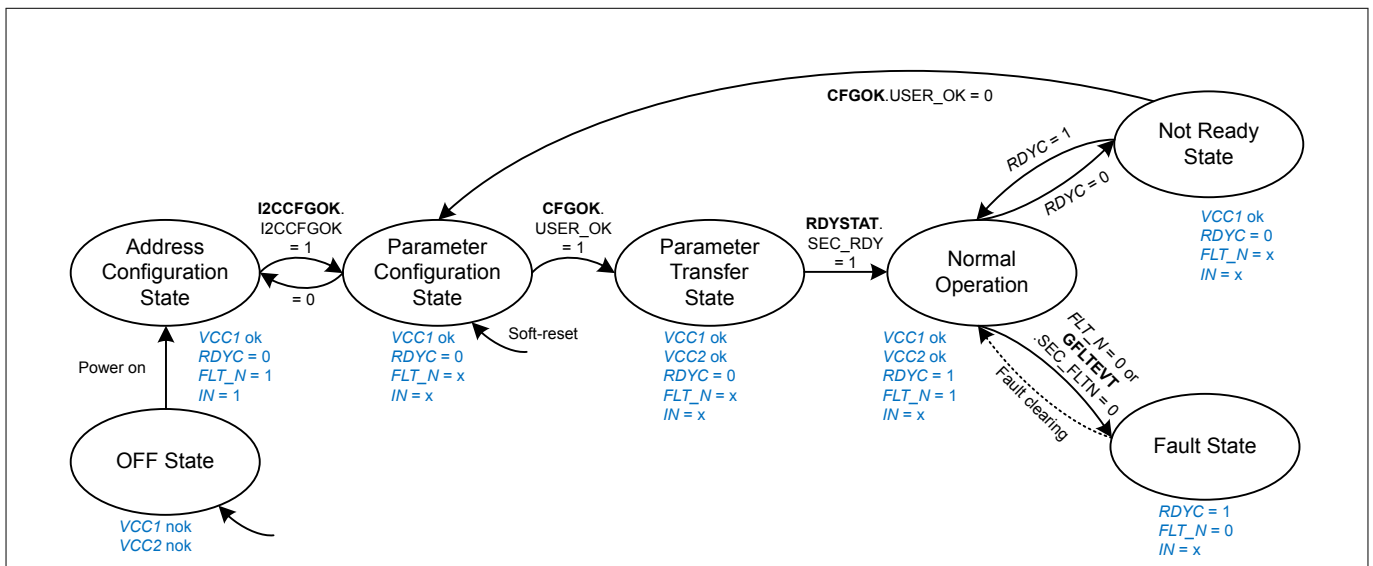 CFGOK.USER_OK = 0
Not Ready
State
RDYC = 1
RDYC = 0
VCC1 ok
RDYC = 0
FLT_N = x
IN = x
Address
Configuration
State
I2CCFGOK.
I2CCFGOK
= 1
= 0
Parameter
Configuration
State
CFGOK.
USER_OK
= 1
Parameter
Transfer
State
RDYSTAT.
SEC_RDY
= 1
Normal
Operation
VCC1 ok
RDYC = 0
FLT_N = 1
IN = 1
VCC1 ok
RDYC = 0
FLT_N = x
IN = x
Soft-reset
VCC1 ok
VCC2 ok
RDYC = 0
FLT_N = x
IN = x
VCC1 ok
VCC2 ok
RDYC = 1
FLT_N = 1
IN = x
FLT_N = 0 or
GFLTEVT
.SEC_FLTN = 0
Fault clearing
Power on
OFF State
VCC1 nok
VCC2 nok
Fault State
RDYC = 1
FLT_N = 0
IN = x